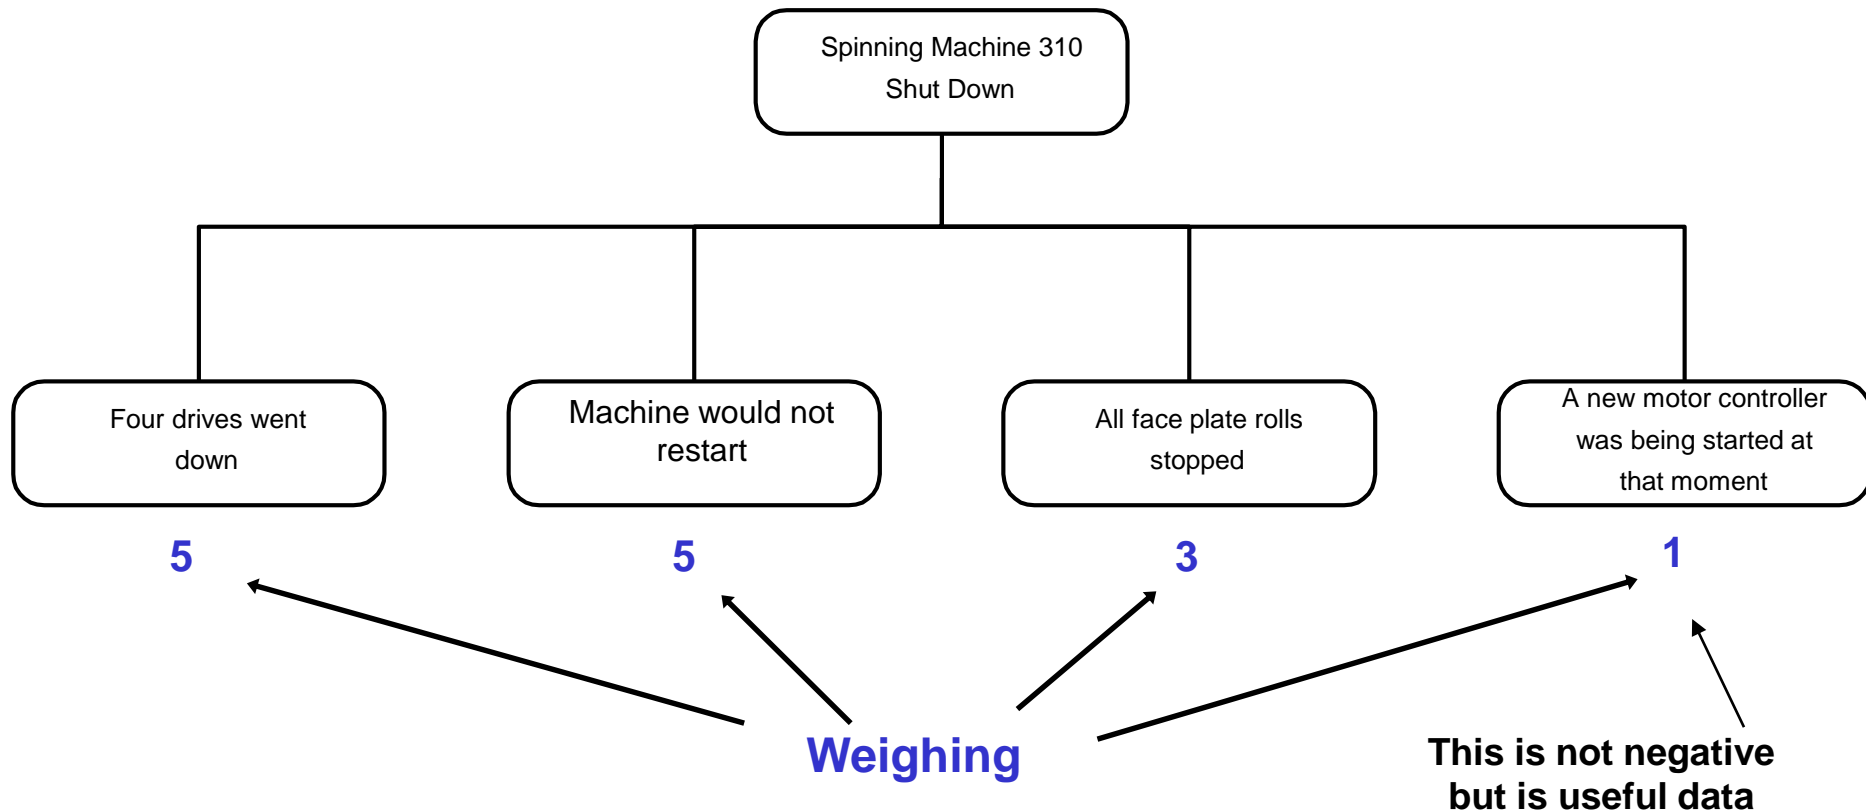 Spinning Machine 310
Shut Down
Four drives went
down
Machine would not
restart
All face plate rolls
stopped
A new motor controller
was being started at
that moment
5
5
3
1
Weighing
This is not negative
but is useful data